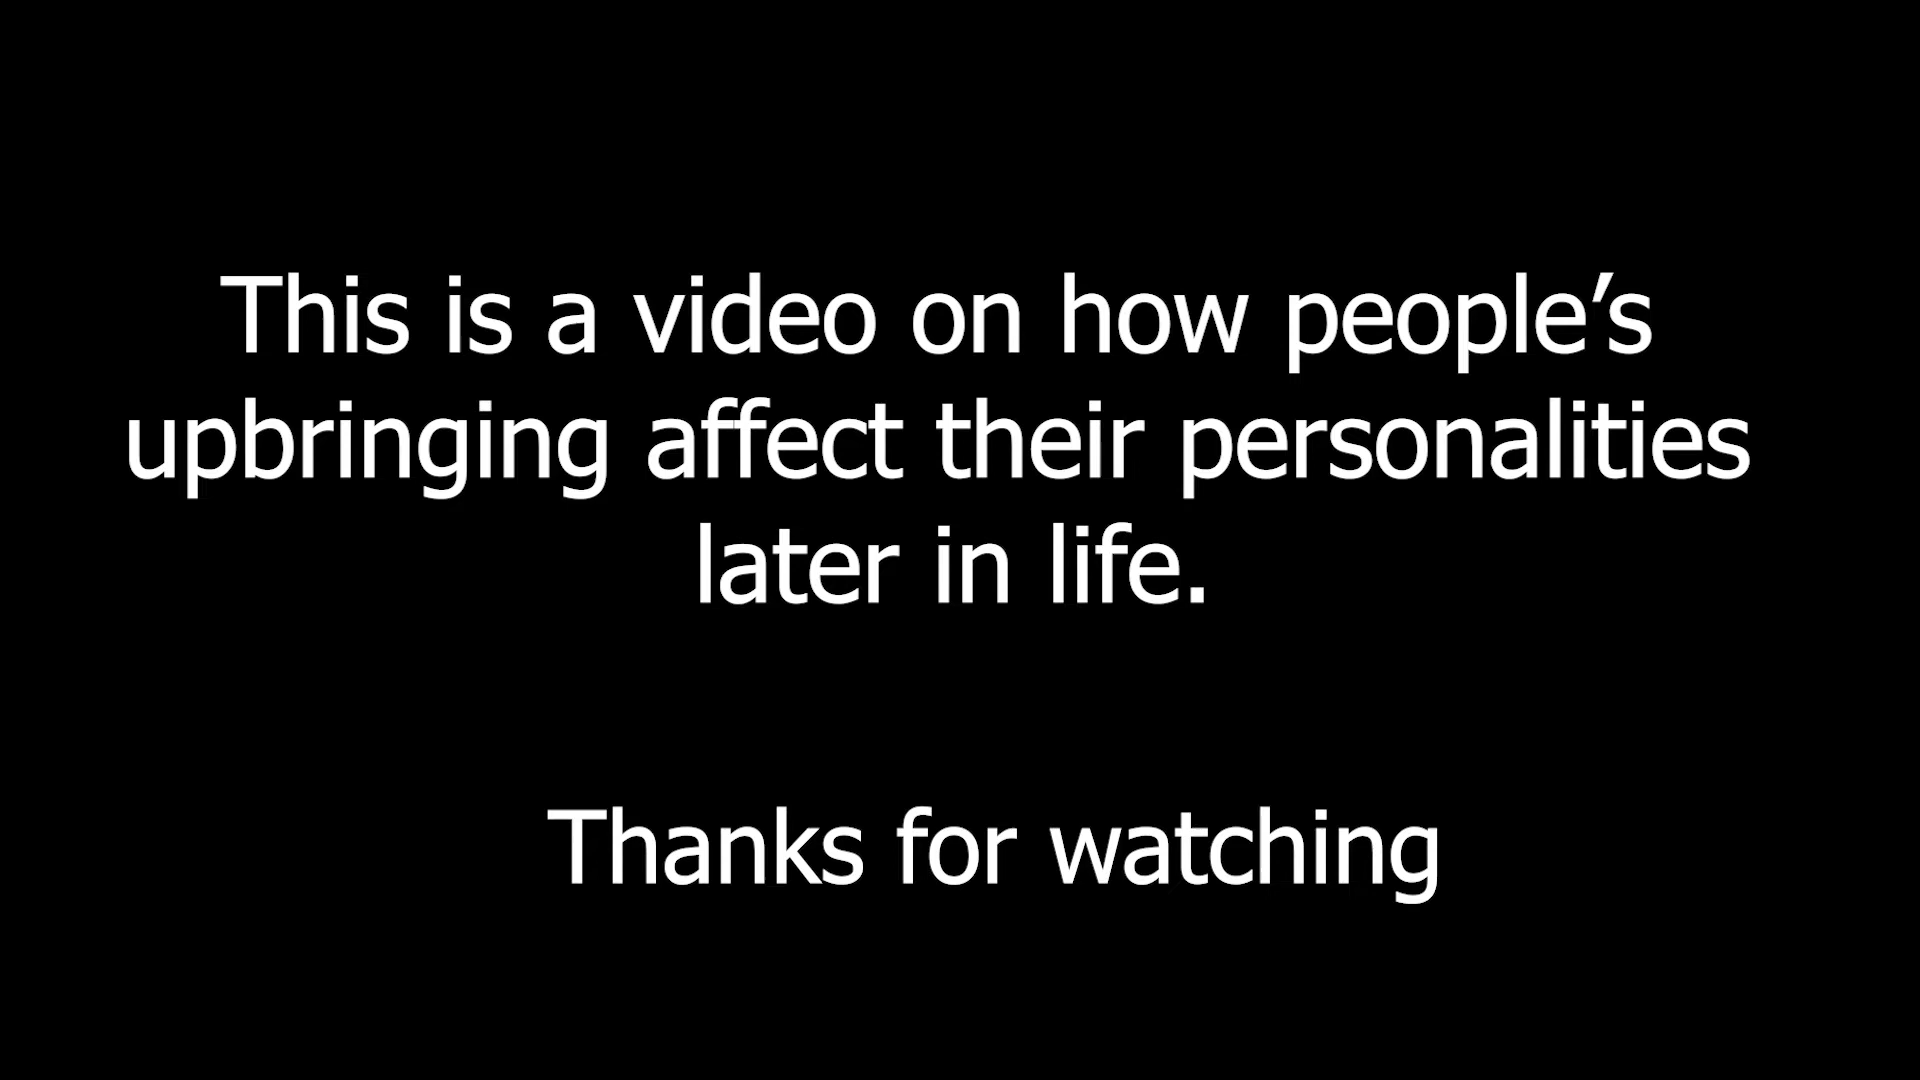 This is a video on how people’s
upbringing affect their personalities
later in life.
Thanks for watching